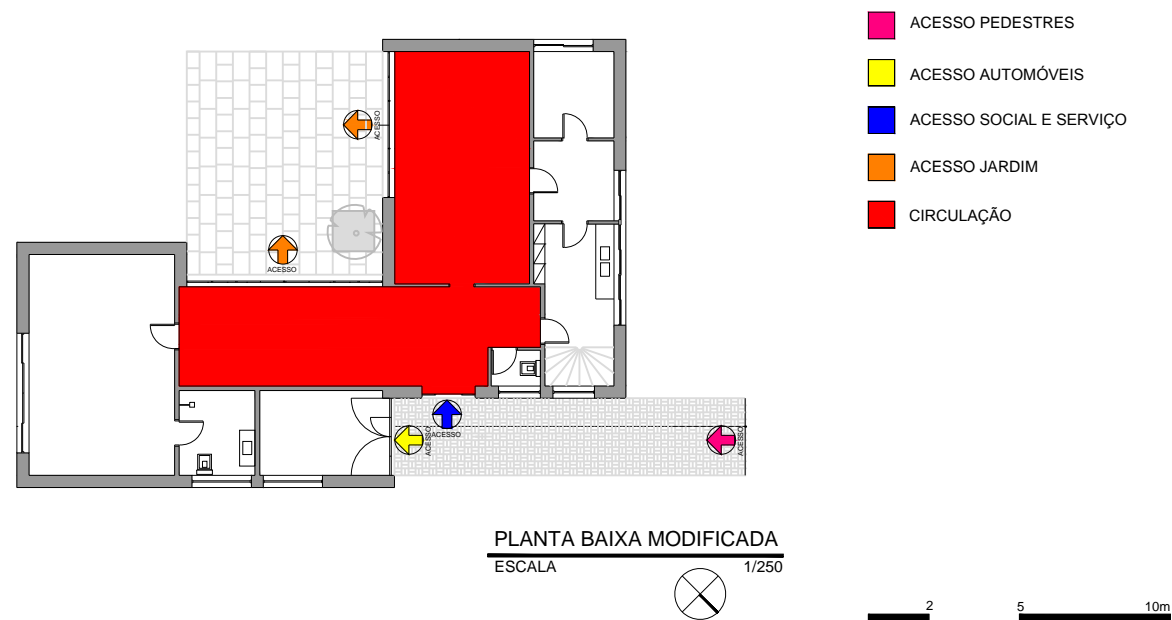 ACESSO PEDESTRES
ACESSO AUTOMÓVEIS
ACESSO SOCIAL E SERVIÇO
ACESSO JARDIM
CIRCULAÇÃO
ACESSO
ACESSO
ACESSO
ACESSO
ACESSO
PLANTA BAIXA MODIFICADA
ESCALA 1/250
2 5 10m